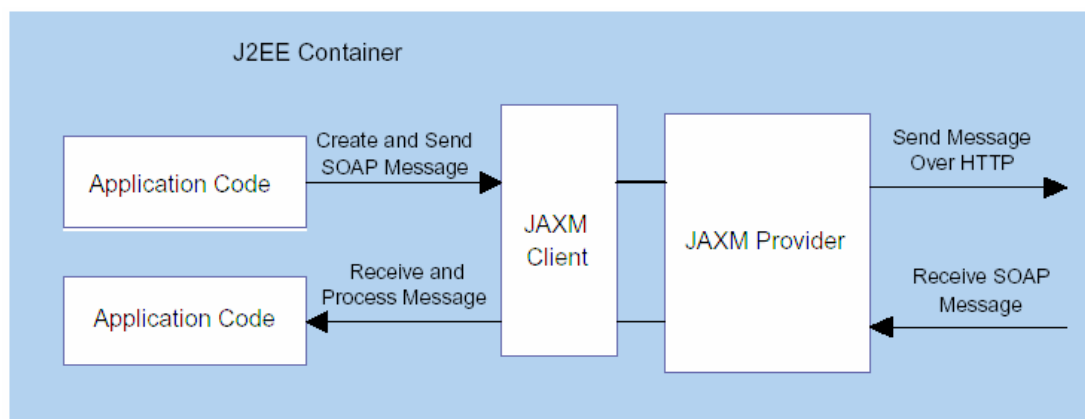 J2EE Container
Application Code
Create and Send
SOAP Message
JAXM
Client
JAXM Provider
Send Message
Over HTTP
Application Code
Receive and
Process Message
Receive SOAP
Message